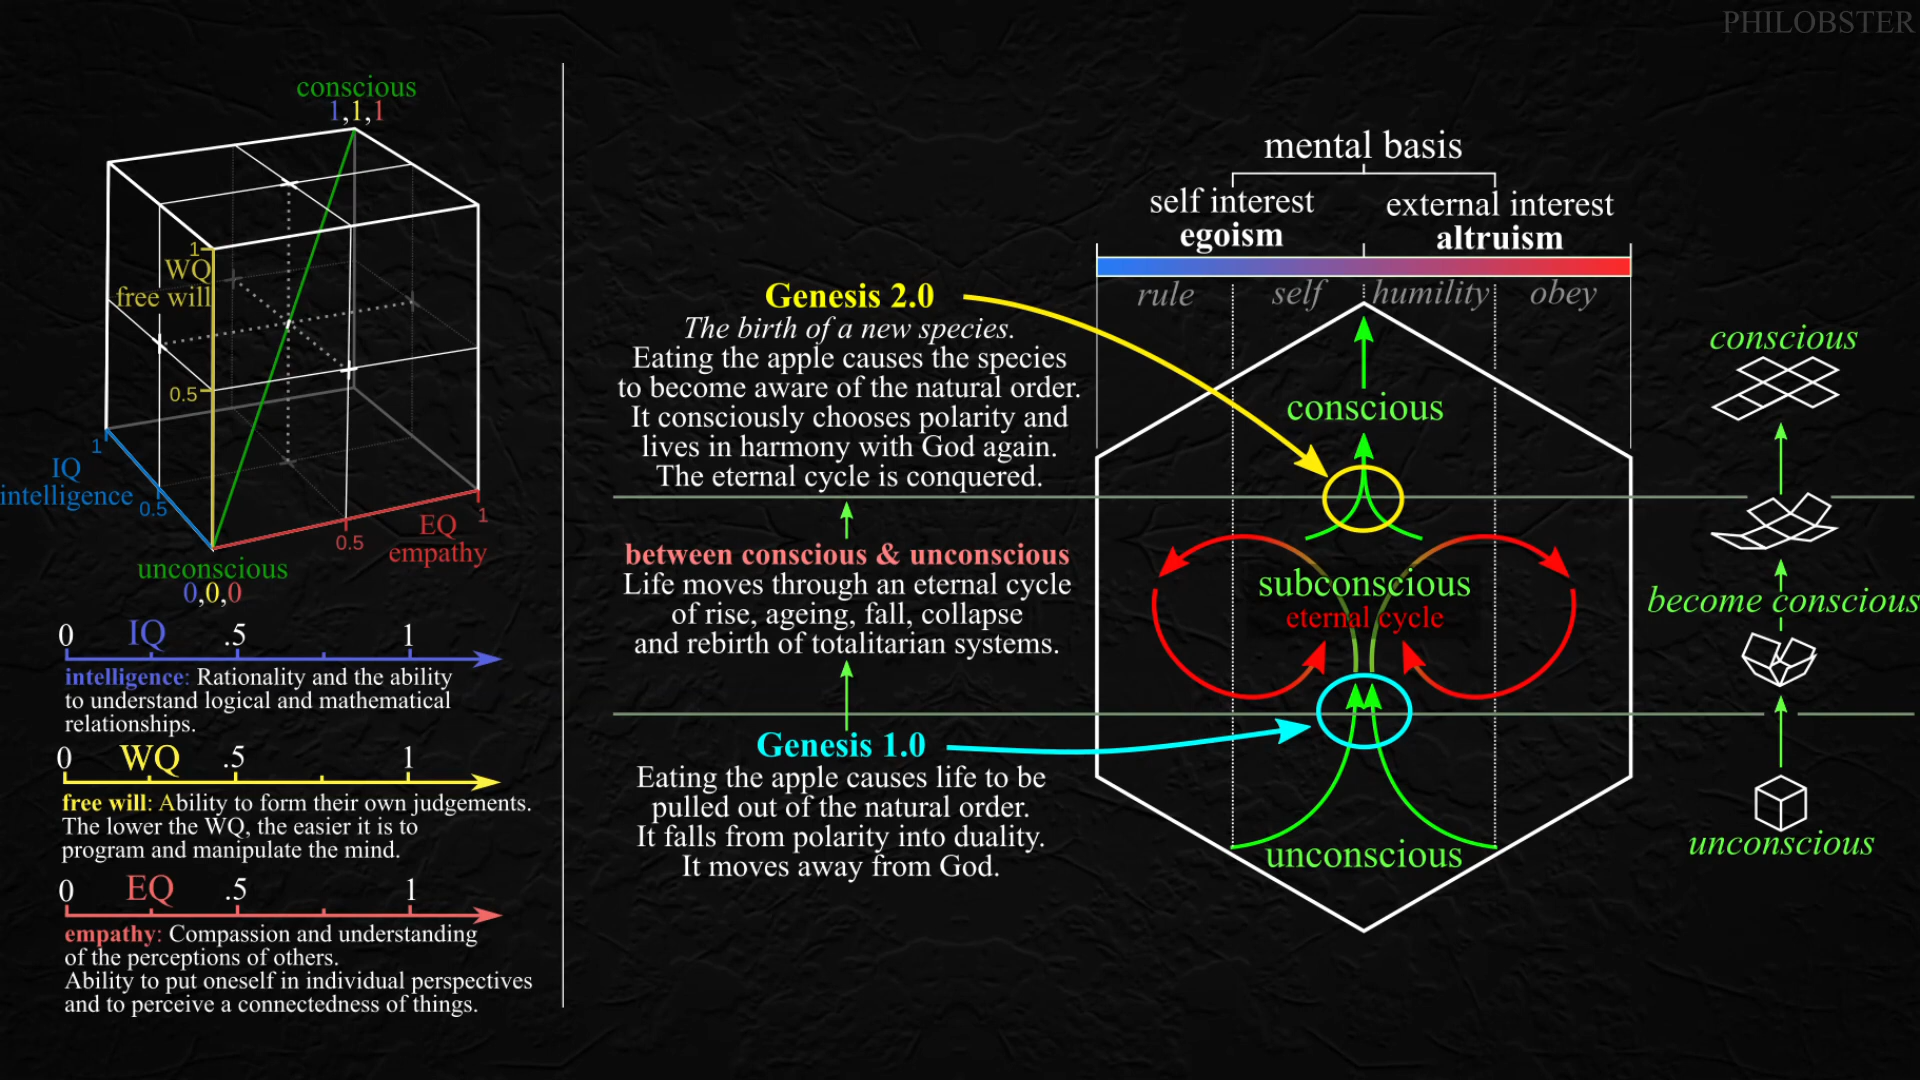 PHILOBSTER
conscious
1,1,1
1
WQ
free will
0.5
1
IQ
intelligence
0.5
0.5
EQ
empathy
1
unconscious
0,0,0
0 IQ .5 1
intelligence: Rationality and the ability
to understand logical and mathematical
relationships.
0 WQ .5 1
free will: Ability to form their own judgements.
The lower the WQ, the easier it is to
program and manipulate the mind.
0 EQ .5 1
empathy: Compassion and understanding
of the perceptions of others.
Ability to put oneself in individual perspectives
and to perceive a connectedness of things.
Genesis 2.0
The birth of a new species.
Eating the apple causes the species
to become aware of the natural order.
It consciously chooses polarity and
lives in harmony with God again.
The eternal cycle is conquered.
between conscious & unconscious
Life moves through an eternal cycle
of rise, ageing, fall, collapse
and rebirth of totalitarian systems.
Genesis 1.0
Eating the apple causes life to be
pulled out of the natural order.
It falls from polarity into duality.
It moves away from God.
mental basis
self interest
egoism
external interest
altruism
rule self humility obey
conscious
subconscious
eternal cycle
unconscious
conscious
become conscious
unconscious